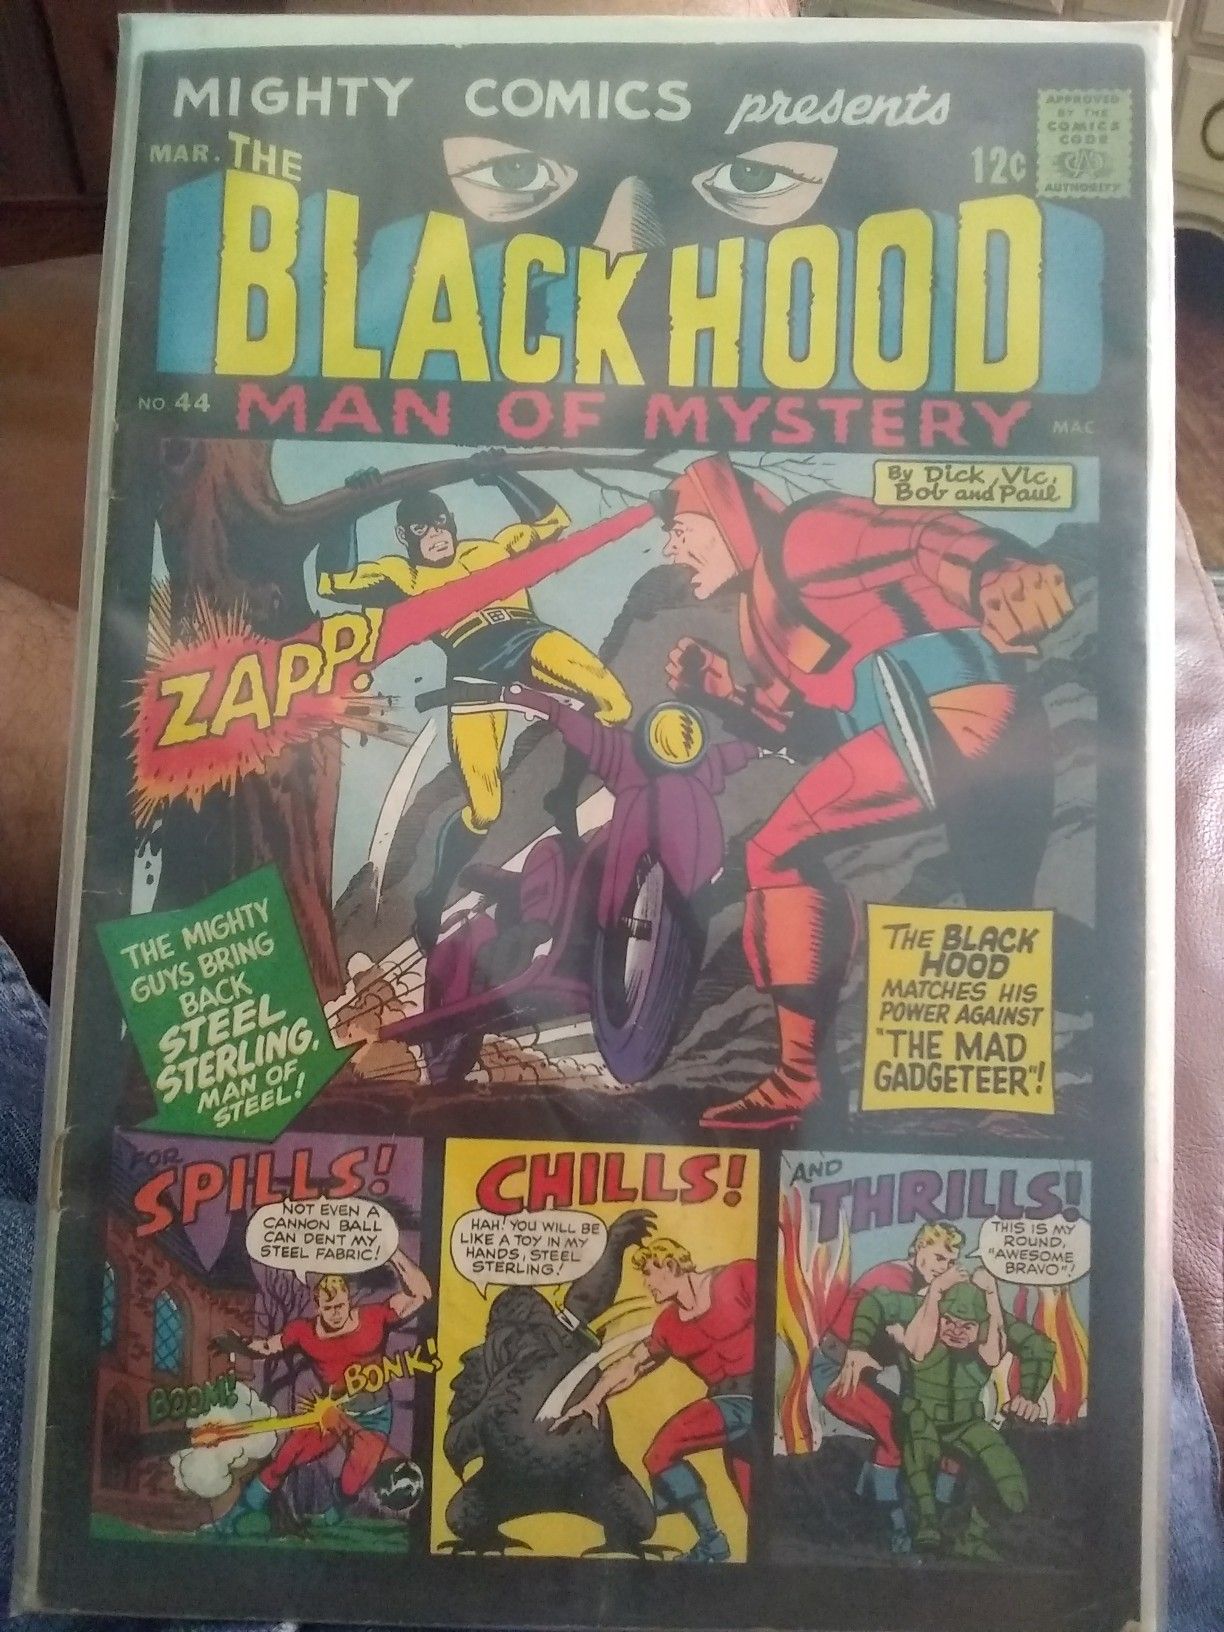 MIGHTY COMICS presents
APPROVED
BY THE
COMICS
CODE
AUTHORITY
MAR. THE
12¢
BLACK HOOD
NO. 44 MAN OF MYSTERY MAC
By Dick, Vic,
Bob and Paul
ZAPP!
THE MIGHTY
GUYS BRING
BACK
STEEL
STERLING,
MAN OF
STEEL!
THE BLACK
HOOD
MATCHES HIS
POWER AGAINST
"THE MAD
GADGETEER"!
FOR
SPILLS!
NOT EVEN A
CANNON BALL
CAN DENT MY
STEEL FABRIC!
BOOM!
BONK!
CHILLS!
HAH! YOU WILL BE
LIKE A TOY IN MY
HANDS, STEEL
STERLING!
AND
THRILLS!
THIS IS MY
ROUND,
"AWESOME
BRAVO"!